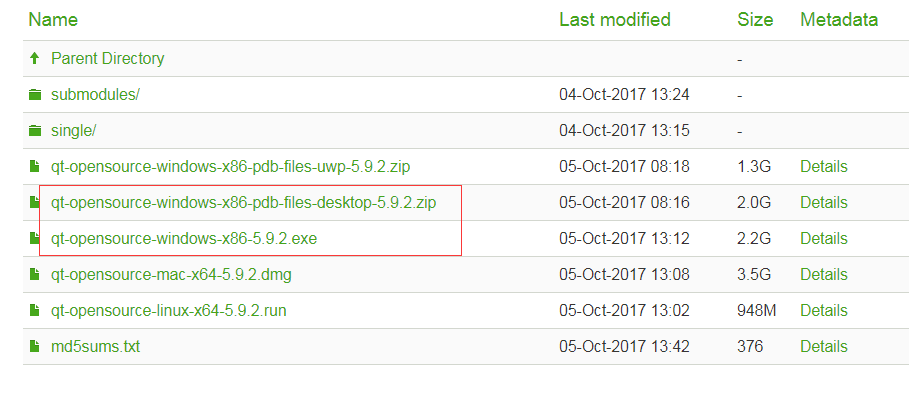 Name Last modified Size Metadata
Parent Directory -
submodules/ 04-Oct-2017 13:24 -
single/ 04-Oct-2017 13:15 -
qt-opensource-windows-x86-pdb-files-uwp-5.9.2.zip 05-Oct-2017 08:18 1.3G Details
qt-opensource-windows-x86-pdb-files-desktop-5.9.2.zip 05-Oct-2017 08:16 2.0G Details
qt-opensource-windows-x86-5.9.2.exe 05-Oct-2017 13:12 2.2G Details
qt-opensource-mac-x64-5.9.2.dmg 05-Oct-2017 13:08 3.5G Details
qt-opensource-linux-x64-5.9.2.run 05-Oct-2017 13:02 948M Details
md5sums.txt 05-Oct-2017 13:42 376 Details